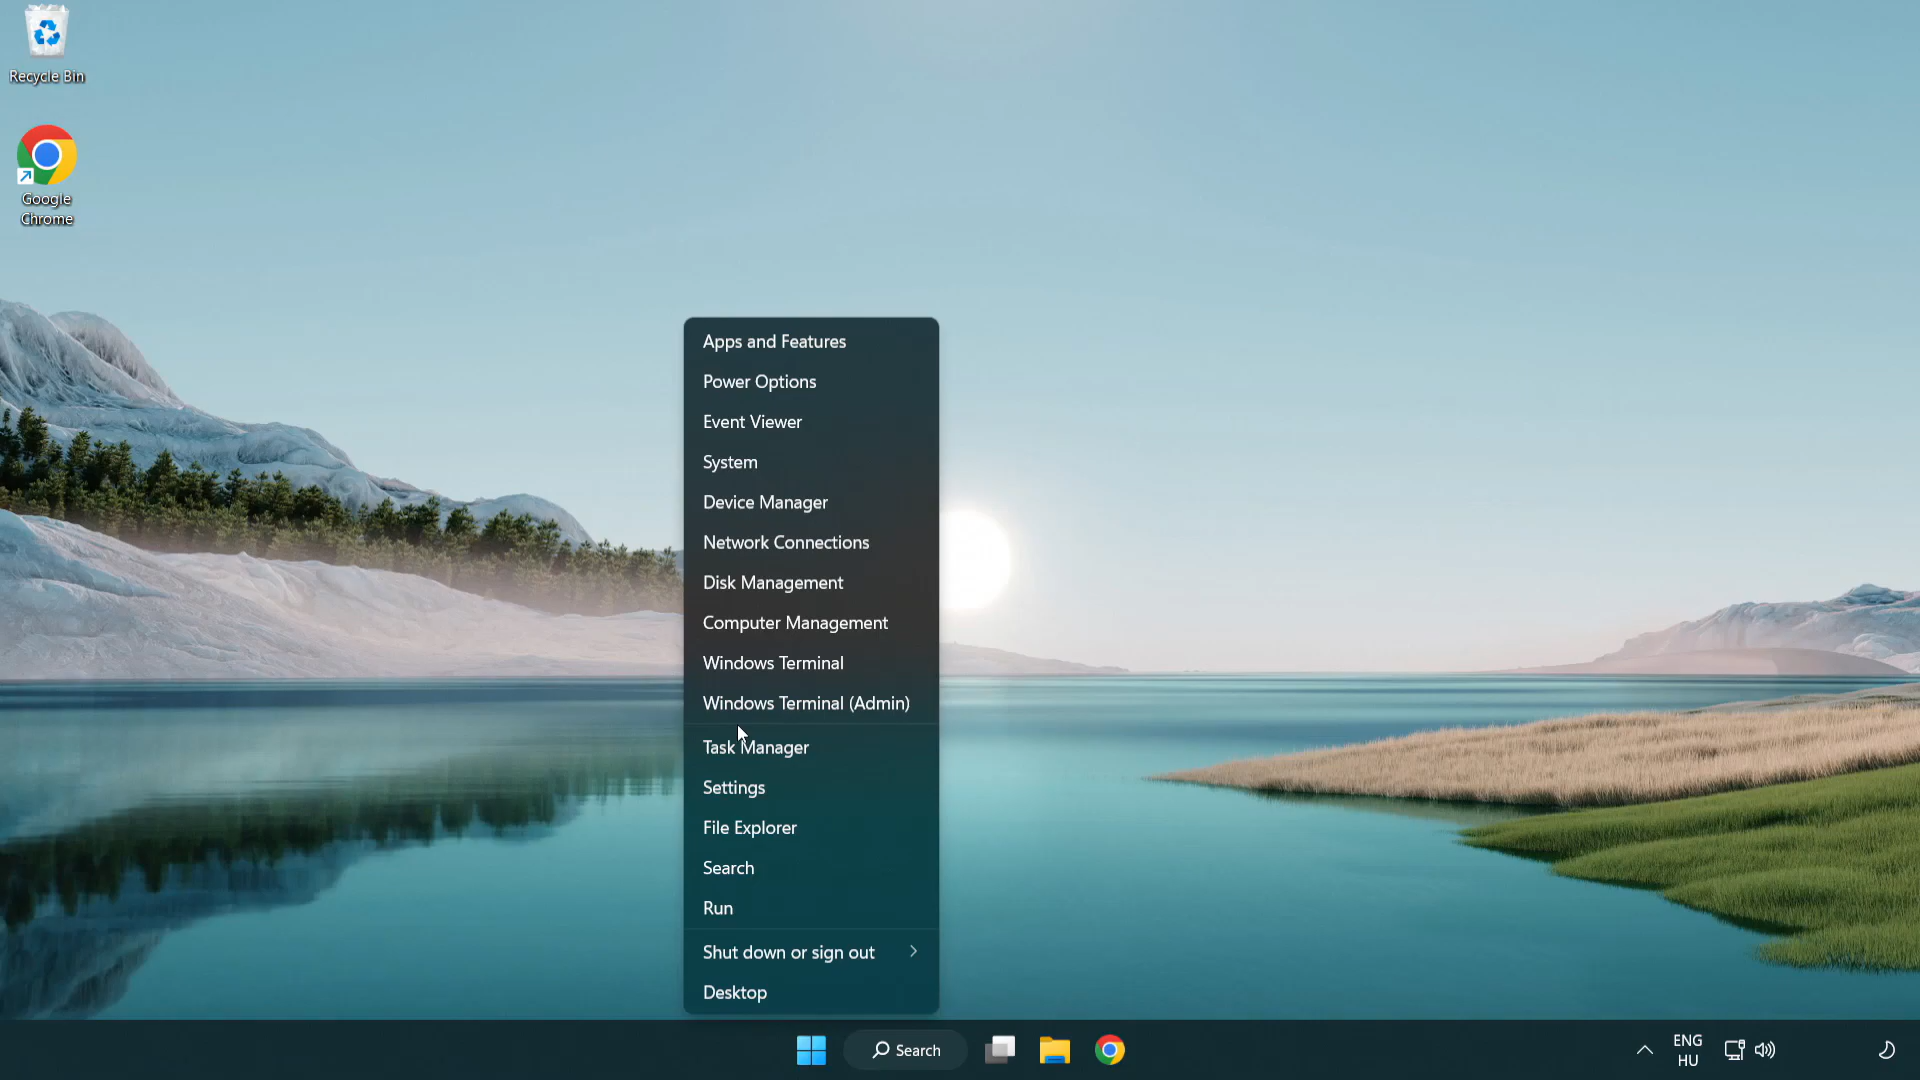 Recycle Bin
Google
Chrome
Apps and Features
Power Options
Event Viewer
System
Device Manager
Network Connections
Disk Management
Computer Management
Windows Terminal
Windows Terminal (Admin)
Task Manager
Settings
File Explorer
Search
Run
Shut down or sign out
Desktop
Search
ENG
HU